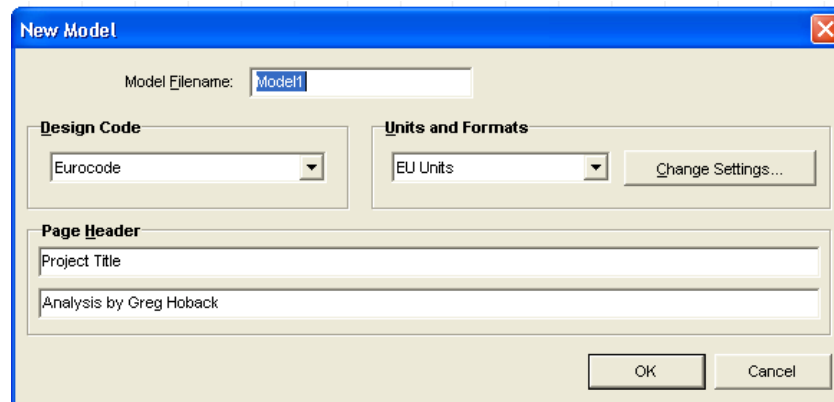 New Model
Model Filename: Model1
Design Code
Eurocode
Units and Formats
EU Units
Change Settings...
Page Header
Project Title
Analysis by Greg Hoback
OK
Cancel